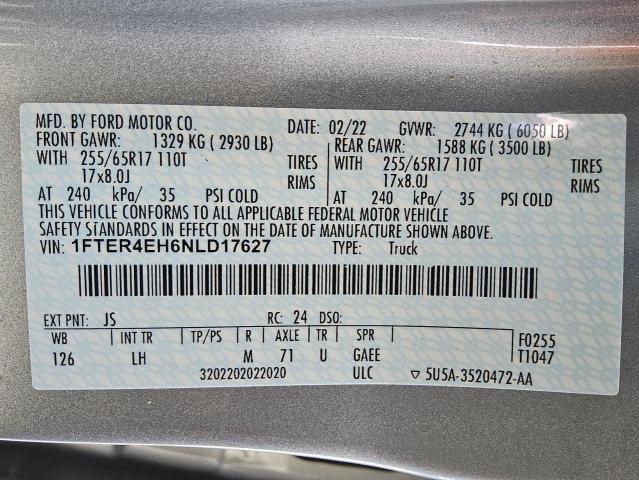 MFD. BY FORD MOTOR CO. DATE: 02/22 GVWR: 2744 KG ( 6050 LB)
FRONT GAWR: 1329 KG ( 2930 LB) REAR GAWR: 1588 KG ( 3500 LB)
WITH 255/65R17 110T TIRES WITH 255/65R17 110T TIRES
17x8.0J RIMS 17x8.0J RIMS
AT 240 kPa/ 35 PSI COLD AT 240 kPa/ 35 PSI COLD
THIS VEHICLE CONFORMS TO ALL APPLICABLE FEDERAL MOTOR VEHICLE
SAFETY STANDARDS IN EFFECT ON THE DATE OF MANUFACTURE SHOWN ABOVE.
VIN: 1FTER4EH6NLD17627 TYPE: Truck
EXT PNT: JS RC: 24 DSO:
WB INT TR TP/PS R AXLE TR SPR F0255
126 LH M 71 U GAEE T1047
3202202022020 ULC ▽ 5U5A-3520472-AA